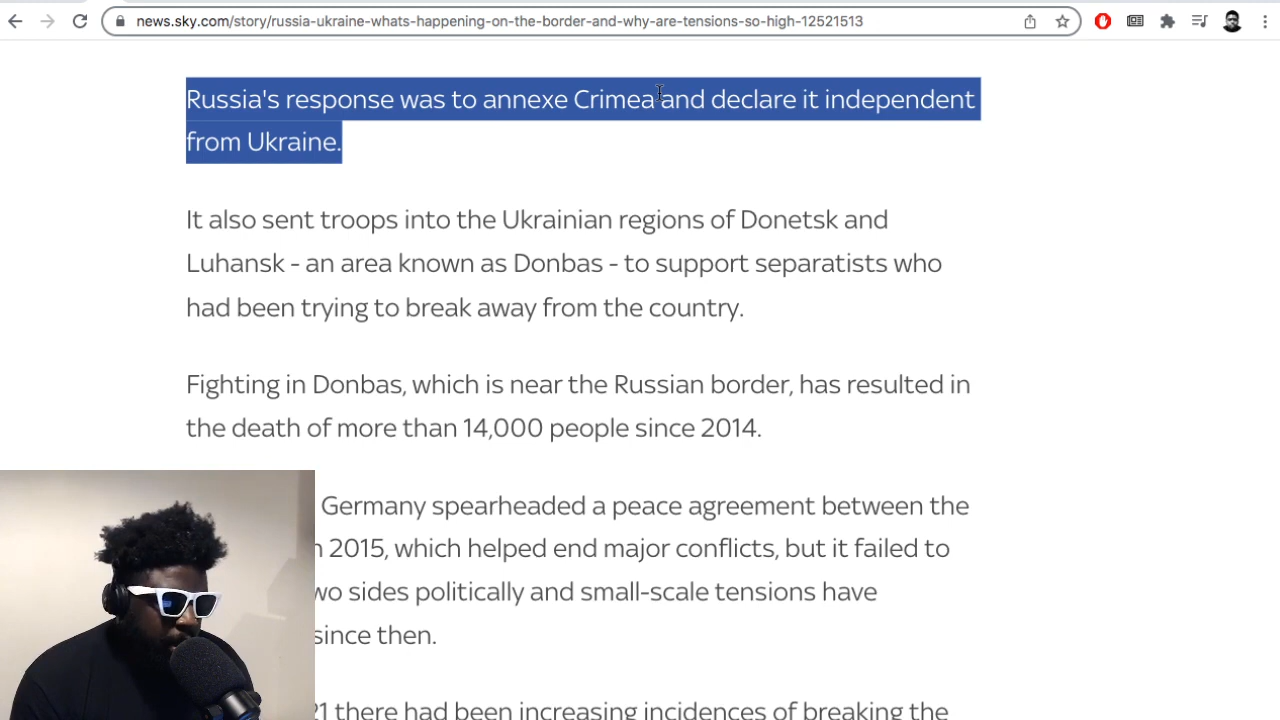 news.sky.com/story/russia-ukraine-whats-happening-on-the-border-and-why-are-tensions-so-high-12521513
Russia's response was to annexe Crimea and declare it independent
from Ukraine.
It also sent troops into the Ukrainian regions of Donetsk and
Luhansk - an area known as Donbas - to support separatists who
had been trying to break away from the country.
Fighting in Donbas, which is near the Russian border, has resulted in
the death of more than 14,000 people since 2014.
Germany spearheaded a peace agreement between the
2015, which helped end major conflicts, but it failed to
sides politically and small-scale tensions have
since then.
there had been increasing incidences of breaking the